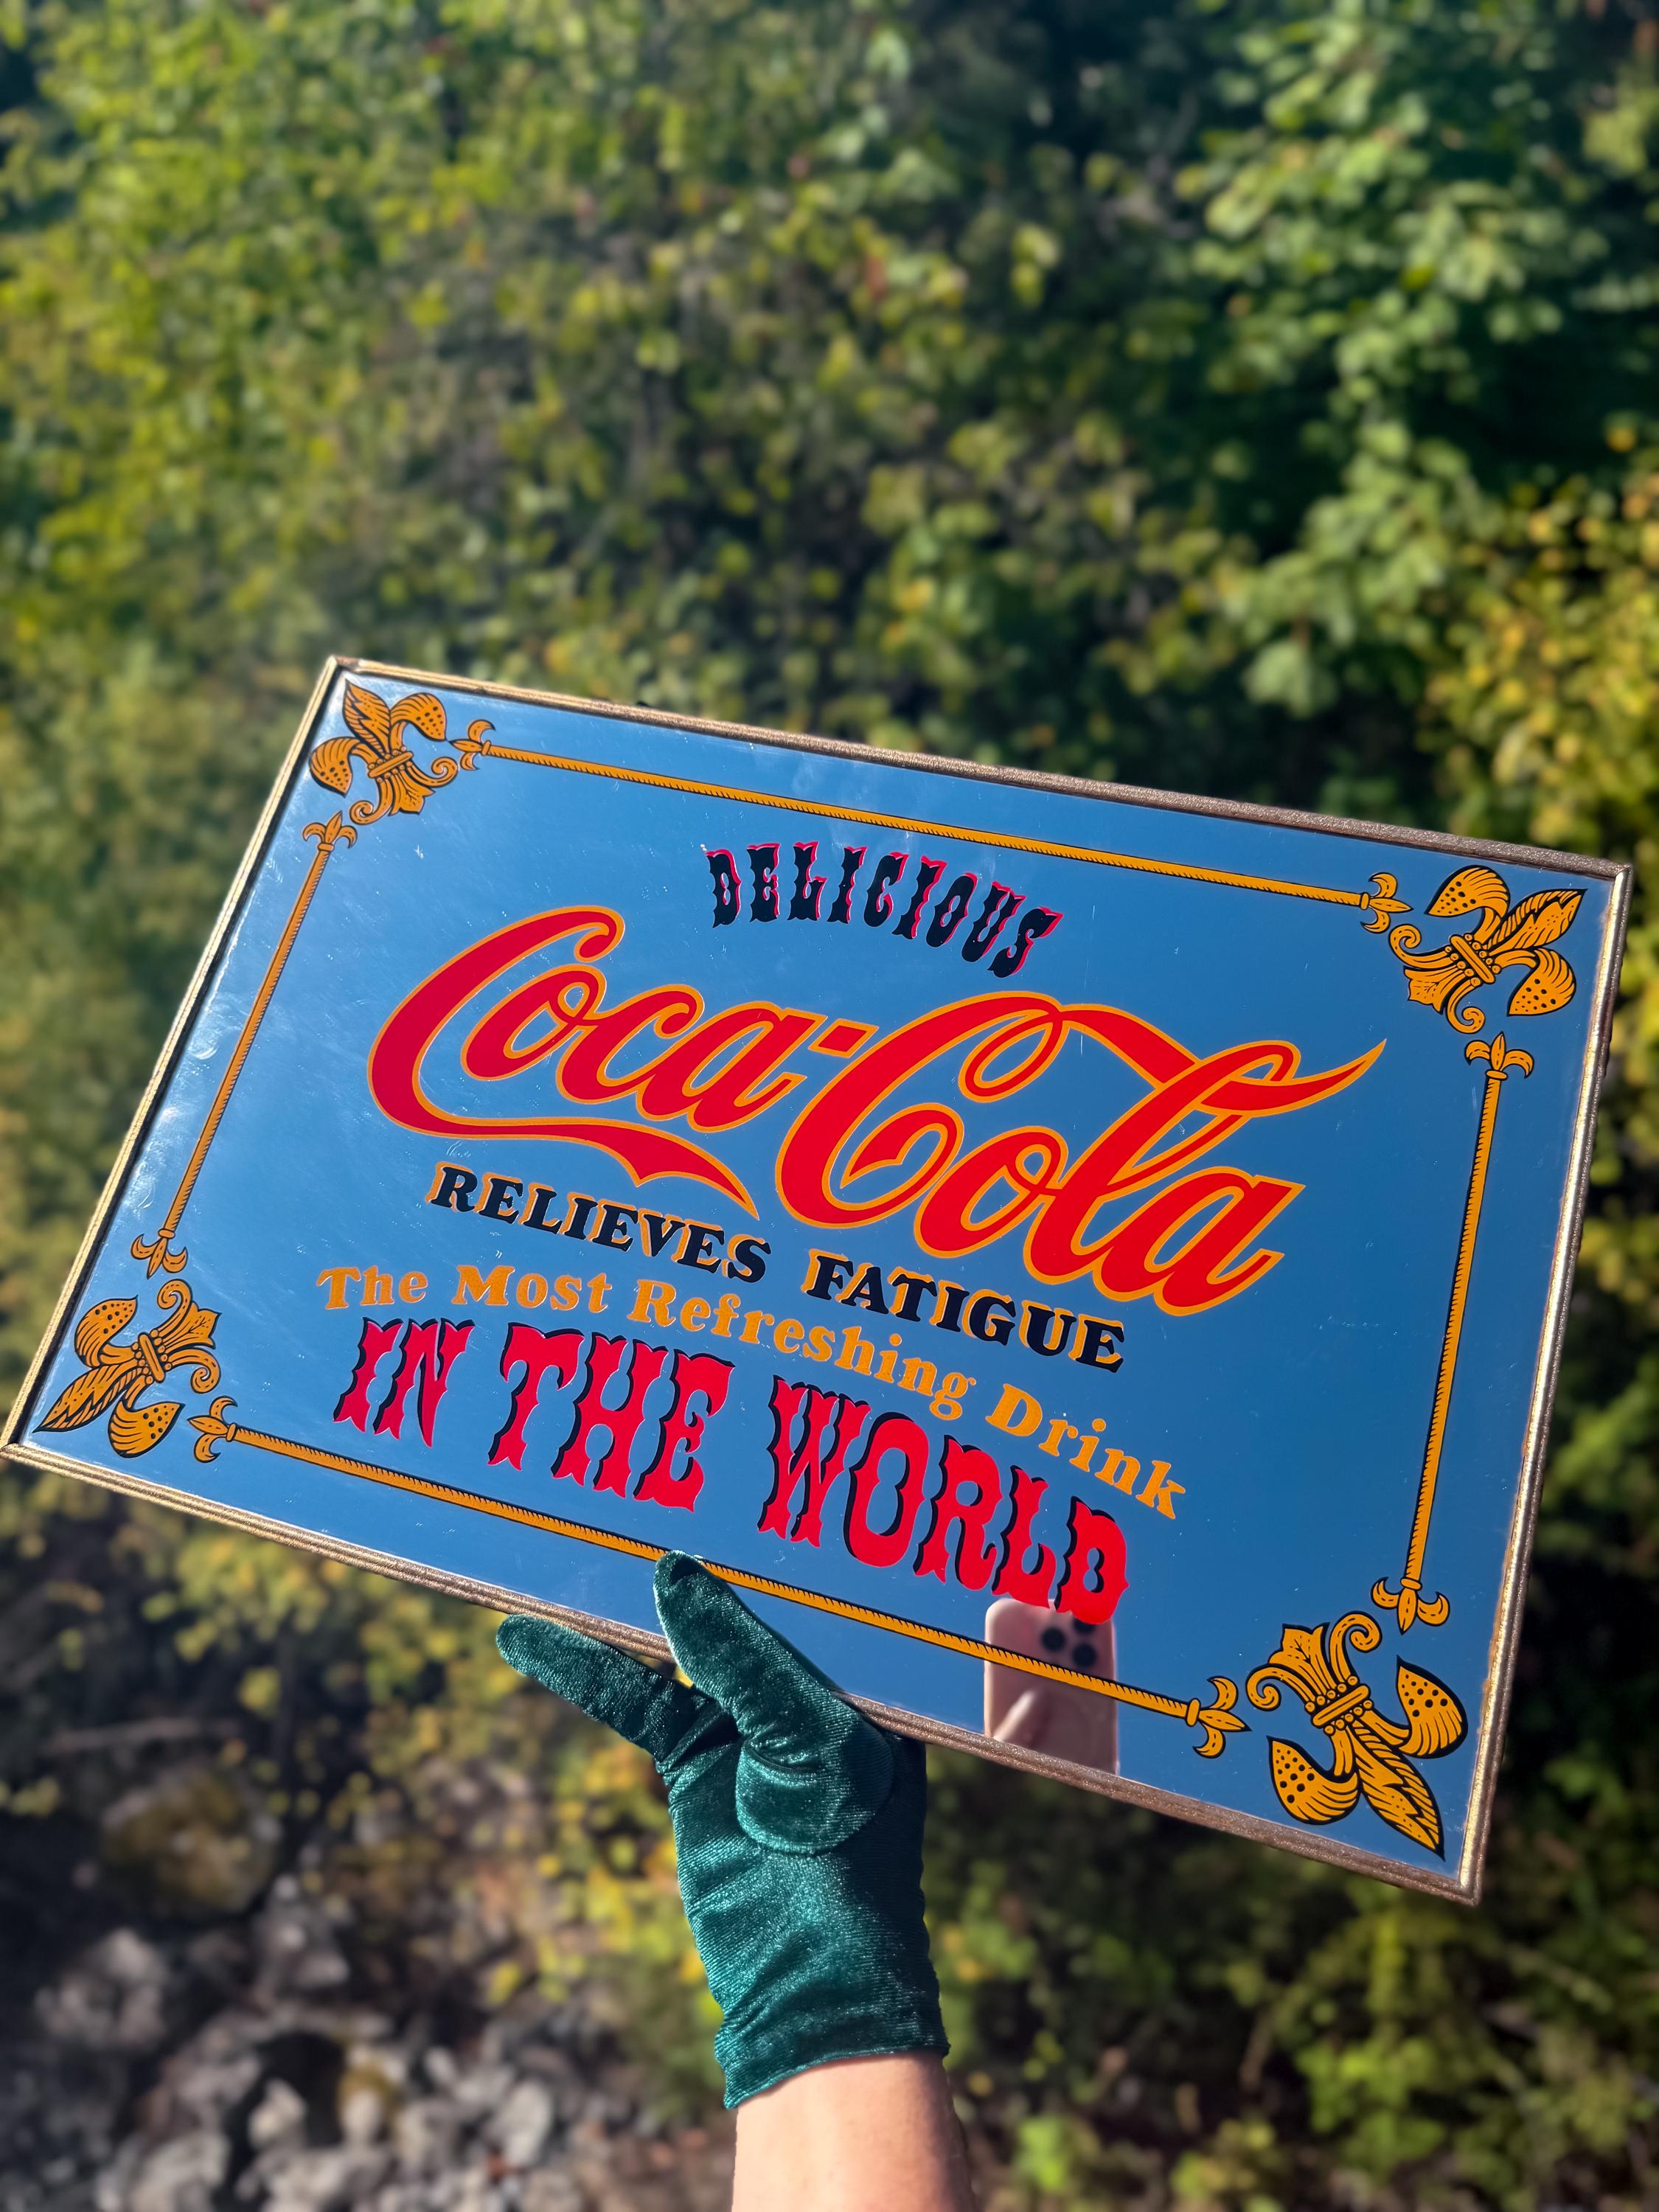 DELICIOUS
Coca-Cola
RELIEVES FATIGUE
The Most Refreshing Drink
IN THE WORLD